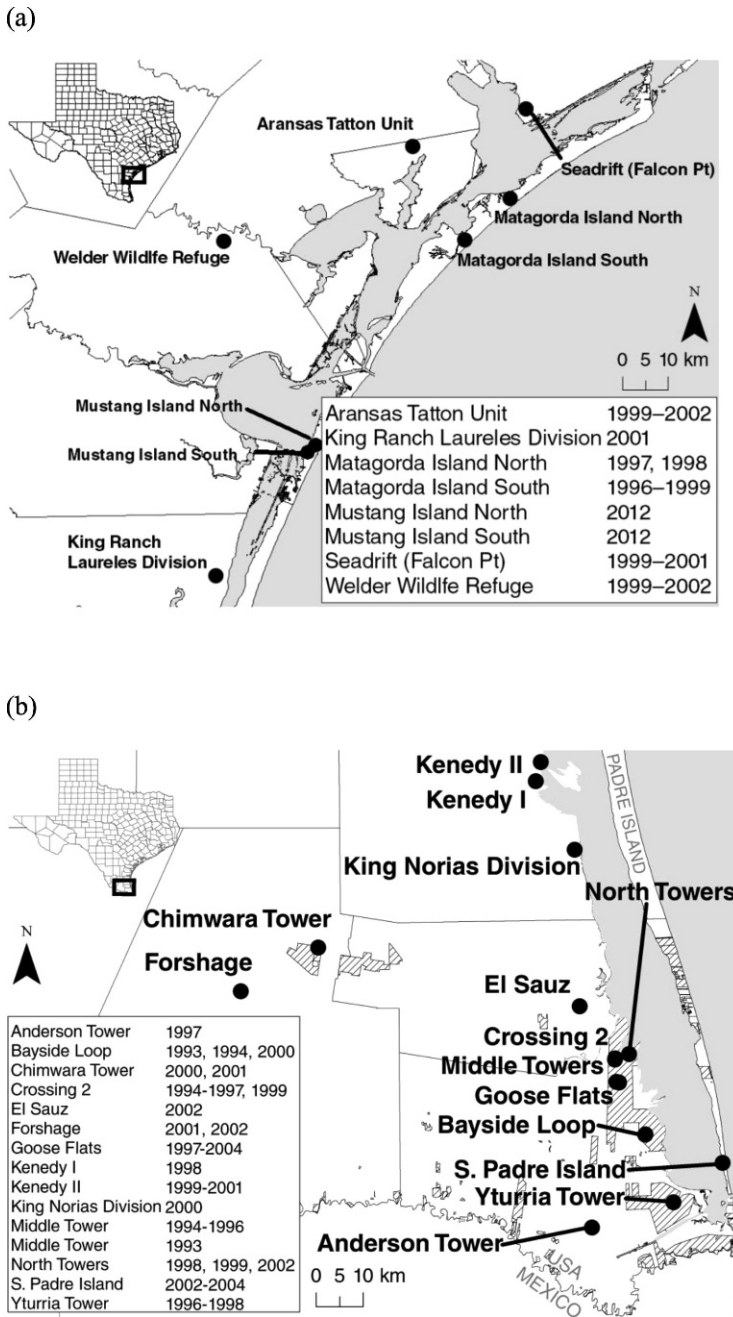 (a)
Aransas Tatton Unit
Seadrift (Falcon Pt)
Matagorda Island North
Welder Wildlfe Refuge
Matagorda Island South
N
0 5 10 km
Mustang Island North
Mustang Island South
King Ranch
Laureles Division
Aransas Tatton Unit 1999–2002
King Ranch Laureles Division 2001
Matagorda Island North 1997, 1998
Matagorda Island South 1996–1999
Mustang Island North 2012
Mustang Island South 2012
Seadrift (Falcon Pt) 1999–2001
Welder Wildlfe Refuge 1999–2002
(b)
Kenedy II
Kenedy I
PADRE ISLAND
King Norias Division
North Towers
Chimwara Tower
N
Forshage
El Sauz
Crossing 2
Middle Towers
Goose Flats
Bayside Loop
S. Padre Island
Yturria Tower
Anderson Tower
USA
MEXICO
0 5 10 km
Anderson Tower 1997
Bayside Loop 1993, 1994, 2000
Chimwara Tower 2000, 2001
Crossing 2 1994-1997, 1999
El Sauz 2002
Forshage 2001, 2002
Goose Flats 1997-2004
Kenedy I 1998
Kenedy II 1999-2001
King Norias Division 2000
Middle Tower 1994-1996
Middle Tower 1993
North Towers 1998, 1999, 2002
S. Padre Island 2002-2004
Yturria Tower 1996-1998